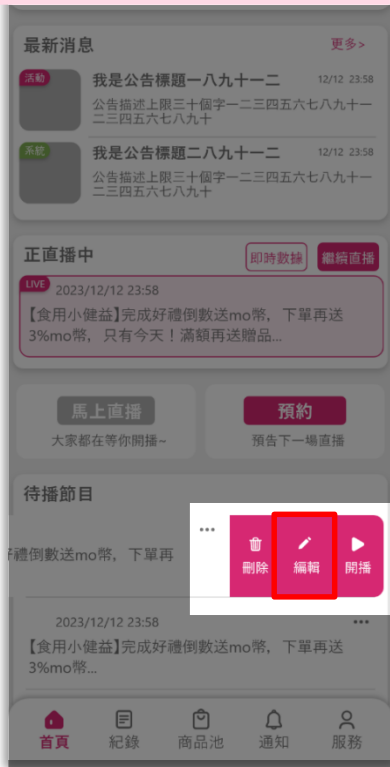 最新消息
更多>
活動
我是公告標題一八九十一二
12/12 23:58
公告描述上限三十個字一二三四五六七八九十一
二三四五六七八九十
系統
我是公告標題二八九十一二
12/12 23:58
公告描述上限三十個字一二三四五六七八九十一
二三四五六七八九十
正直播中
即時數據
繼續直播
LIVE
2023/12/12 23:58
【食用小健益】完成好禮倒數送mo幣，下單再送
3%mo幣，只有今天！滿額再送贈品...
馬上直播
大家都在等你開播~
預約
預告下一場直播
待播節目
好禮倒數送mo幣，下單再
刪除
編輯
開播
2023/12/12 23:58
【食用小健益】完成好禮倒數送mo幣，下單再送
3%mo幣...
首頁
紀錄
商品池
通知
服務